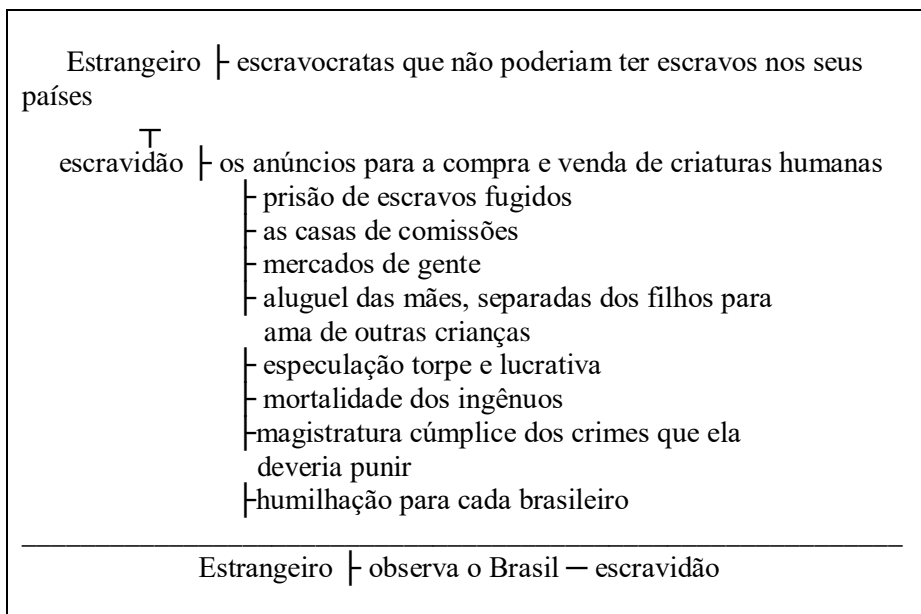 Estrangeiro ├ escravocratas que não poderiam ter escravos nos seus
países
┬
escravidão ├ os anúncios para a compra e venda de criaturas humanas
├ prisão de escravos fugidos
├ as casas de comissões
├ mercados de gente
├ aluguel das mães, separadas dos filhos para
ama de outras crianças
├ especulação torpe e lucrativa
├ mortalidade dos ingênuos
├magistratura cúmplice dos crimes que ela
deveria punir
├humilhação para cada brasileiro
Estrangeiro ├ observa o Brasil ─ escravidão